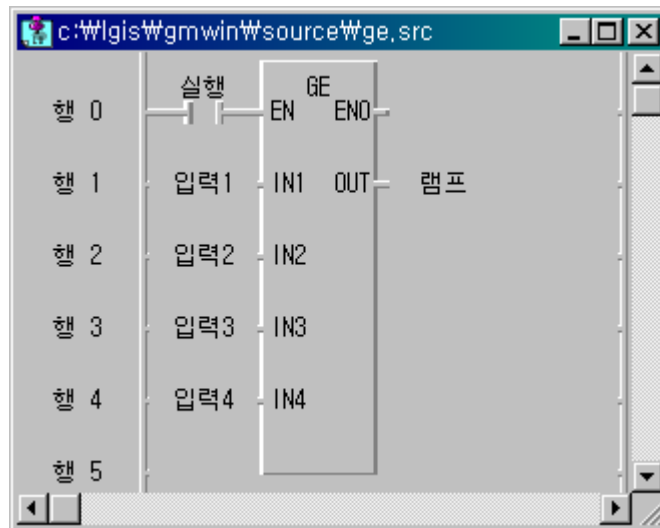 c:₩lgis₩gmwin₩source₩ge.src
실행 GE
행 0 EN ENO
행 1 입력1 IN1 OUT 램프
행 2 입력2 IN2
행 3 입력3 IN3
행 4 입력4 IN4
행 5